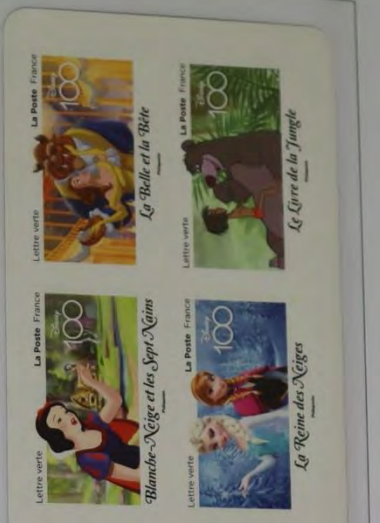 Lettre verte La Poste France
Disney
100
La Belle et la Bête
Lettre verte La Poste France
Disney
100
Le Livre de la Jungle
Lettre verte La Poste France
Disney
100
Blanche-Neige et les Sept Nains
Lettre verte La Poste France
Disney
100
La Reine des Neiges